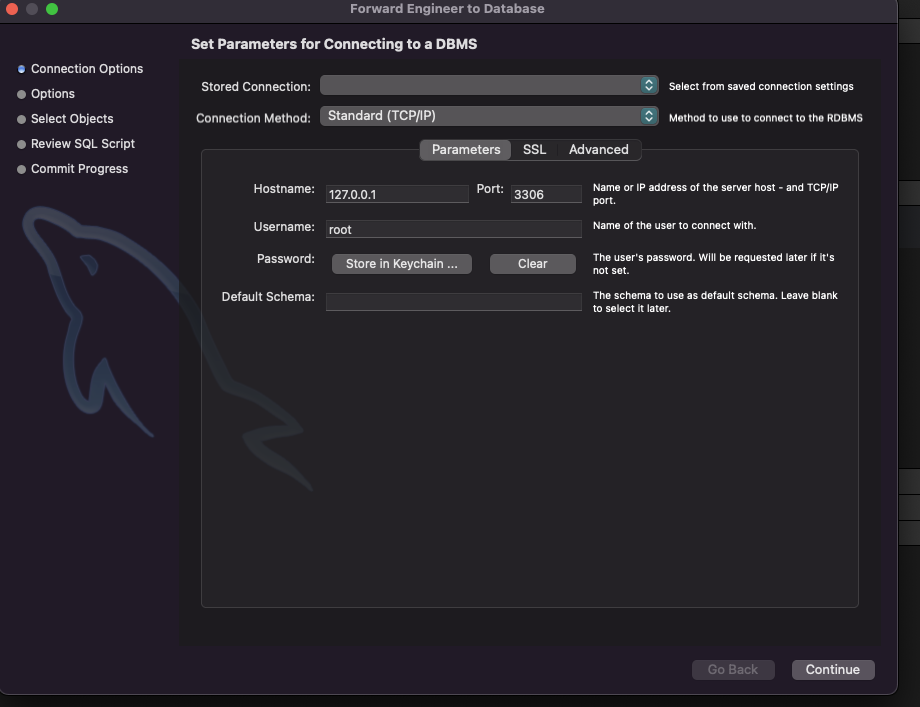 Forward Engineer to Database
Set Parameters for Connecting to a DBMS
Connection Options
Options
Select Objects
Review SQL Script
Commit Progress
Stored Connection:
Select from saved connection settings
Connection Method: Standard (TCP/IP)
Method to use to connect to the RDBMS
Parameters SSL Advanced
Hostname: 127.0.0.1 Port: 3306
Name or IP address of the server host - and TCP/IP
port.
Username: root
Name of the user to connect with.
Password: Store in Keychain ... Clear
The user's password. Will be requested later if it's
not set.
Default Schema:
The schema to use as default schema. Leave blank
to select it later.
Go Back Continue